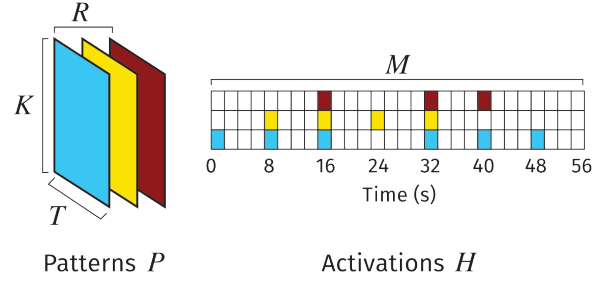 R
K
T
M
0 8 16 24 32 40 48 56
Time (s)
Patterns P
Activations H